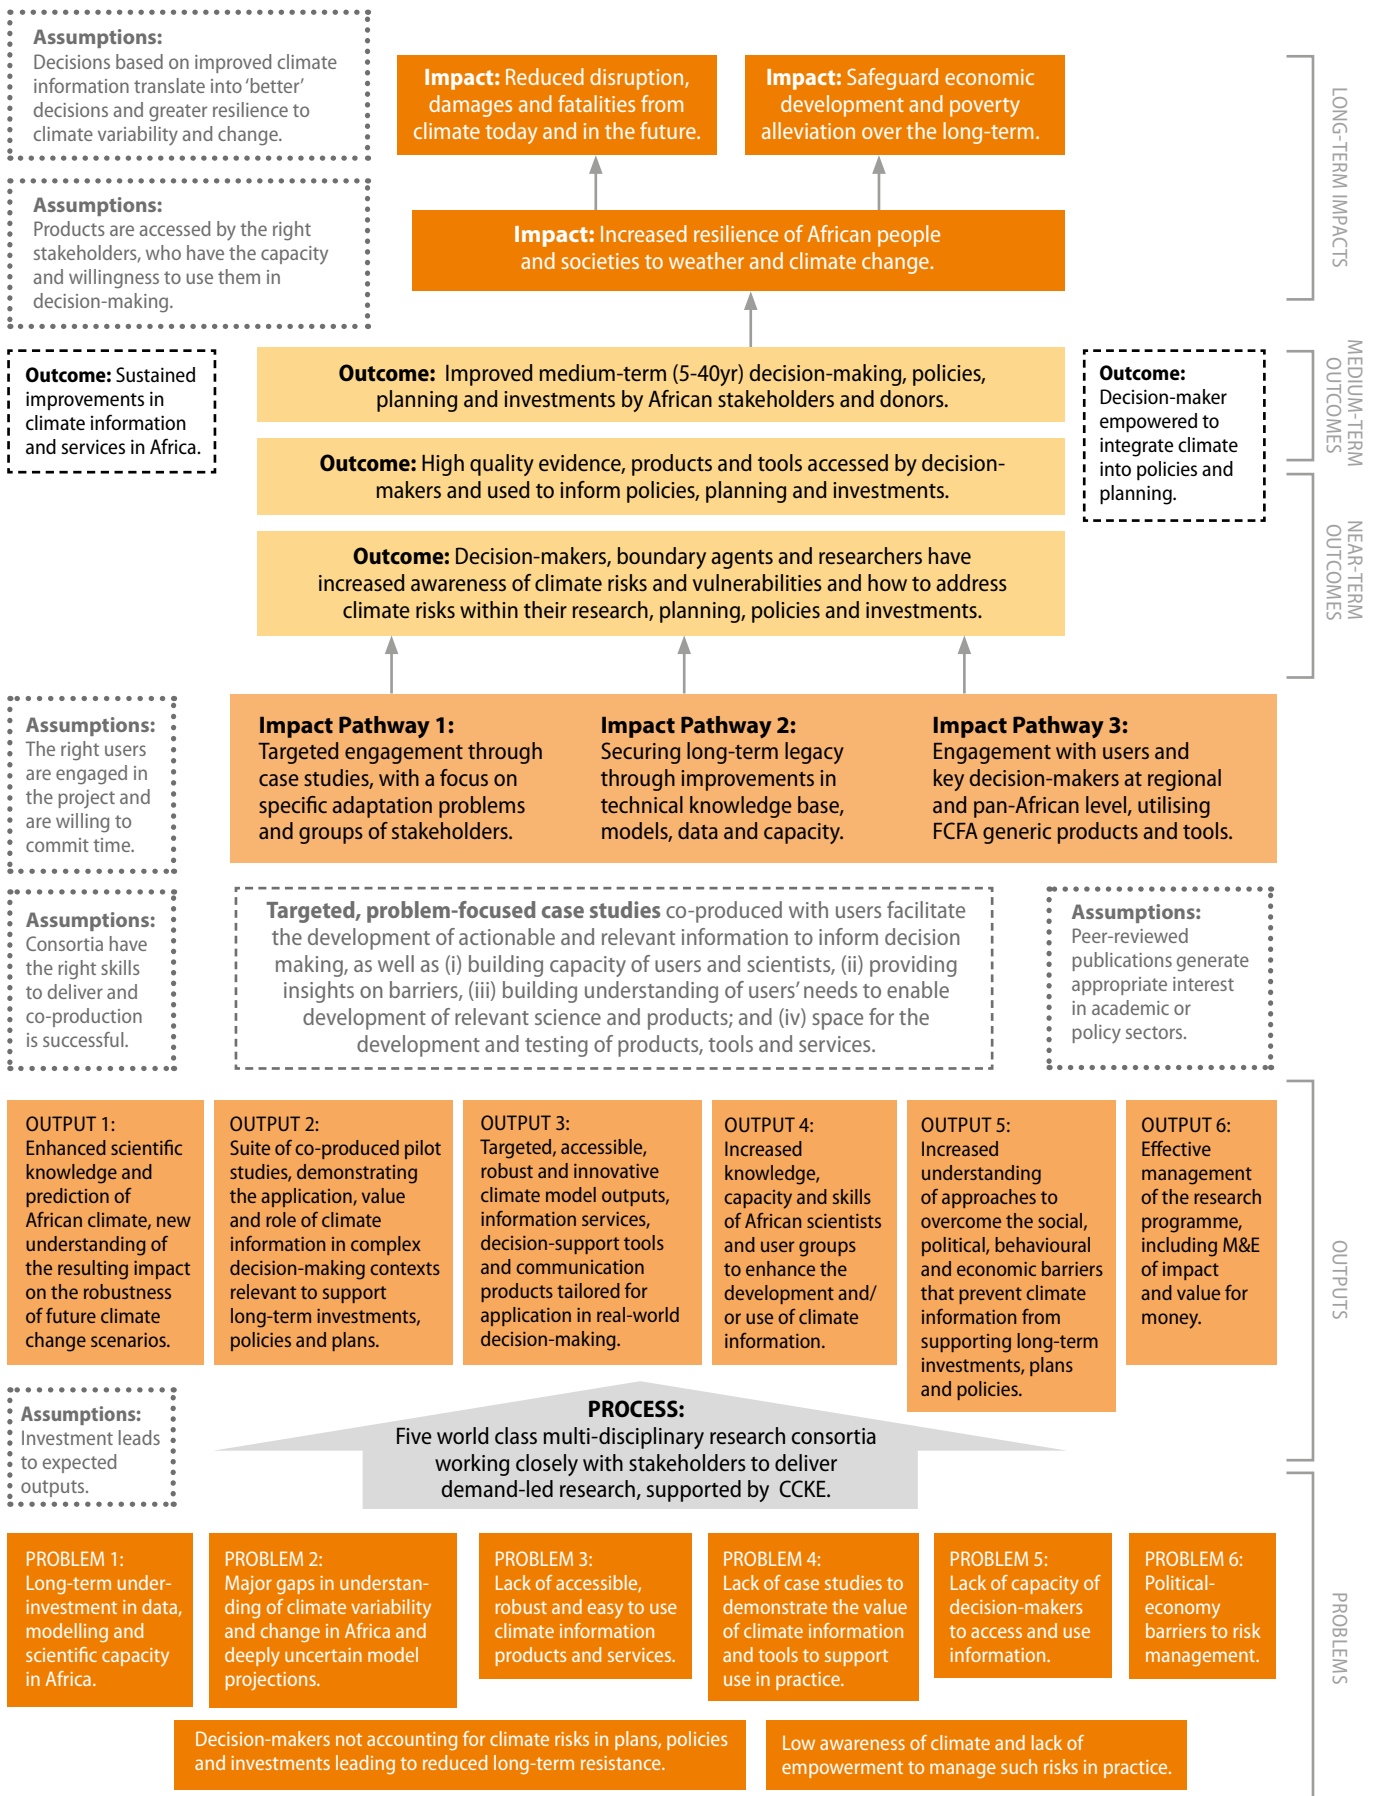 Assumptions:
Decisions based on improved climate
information translate into ‘better’
decisions and greater resilience to
climate variability and change.
Impact: Reduced disruption,
damages and fatalities from
climate today and in the future.
Impact: Safeguard economic
development and poverty
alleviation over the long-term.
LONG-TERM IMPACTS
Assumptions:
Products are accessed by the right
stakeholders, who have the capacity
and willingness to use them in
decision-making.
Impact: Increased resilience of African people
and societies to weather and climate change.
Outcome: Sustained
improvements in
climate information
and services in Africa.
Outcome: Improved medium-term (5-40yr) decision-making, policies,
planning and investments by African stakeholders and donors.
Outcome:
Decision-maker
empowered to
integrate climate
into policies and
planning.
MEDIUM-TERM
OUTCOMES
Outcome: High quality evidence, products and tools accessed by decision-
makers and used to inform policies, planning and investments.
Outcome: Decision-makers, boundary agents and researchers have
increased awareness of climate risks and vulnerabilities and how to address
climate risks within their research, planning, policies and investments.
NEAR-TERM
OUTCOMES
Assumptions:
The right users
are engaged in
the project and
are willing to
commit time.
Impact Pathway 1:
Targeted engagement through
case studies, with a focus on
specific adaptation problems
and groups of stakeholders.
Impact Pathway 2:
Securing long-term legacy
through improvements in
technical knowledge base,
models, data and capacity.
Impact Pathway 3:
Engagement with users and
key decision-makers at regional
and pan-African level, utilising
FCFA generic products and tools.
Assumptions:
Consortia have
the right skills
to deliver and
co-production
is successful.
Targeted, problem-focused case studies co-produced with users facilitate
the development of actionable and relevant information to inform decision
making, as well as (i) building capacity of users and scientists, (ii) providing
insights on barriers, (iii) building understanding of users’ needs to enable
development of relevant science and products; and (iv) space for the
development and testing of products, tools and services.
Assumptions:
Peer-reviewed
publications generate
appropriate interest
in academic or
policy sectors.
OUTPUT 1:
Enhanced scientific
knowledge and
prediction of
African climate, new
understanding of
the resulting impact
on the robustness
of future climate
change scenarios.
OUTPUT 2:
Suite of co-produced pilot
studies, demonstrating
the application, value
and role of climate
information in complex
decision-making contexts
relevant to support
long-term investments,
policies and plans.
OUTPUT 3:
Targeted, accessible,
robust and innovative
climate model outputs,
information services,
decision-support tools
and communication
products tailored for
application in real-world
decision-making.
OUTPUT 4:
Increased
knowledge,
capacity and skills
of African scientists
and user groups
to enhance the
development and/
or use of climate
information.
OUTPUT 5:
Increased
understanding
of approaches to
overcome the social,
political, behavioural
and economic barriers
that prevent climate
information from
supporting long-term
investments, plans
and policies.
OUTPUT 6:
Effective
management
of the research
programme,
including M&E
of impact
and value for
money.
OUTPUTS
Assumptions:
Investment leads
to expected
outputs.
PROCESS:
Five world class multi-disciplinary research consortia
working closely with stakeholders to deliver
demand-led research, supported by CCKE.
PROBLEM 1:
Long-term under-
investment in data,
modelling and
scientific capacity
in Africa.
PROBLEM 2:
Major gaps in understan-
ding of climate variability
and change in Africa and
deeply uncertain model
projections.
PROBLEM 3:
Lack of accessible,
robust and easy to use
climate information
products and services.
PROBLEM 4:
Lack of case studies to
demonstrate the value
of climate information
and tools to support
use in practice.
PROBLEM 5:
Lack of capacity of
decision-makers
to access and use
information.
PROBLEM 6:
Political-
economy
barriers to risk
management.
PROBLEMS
Decision-makers not accounting for climate risks in plans, policies
and investments leading to reduced long-term resistance.
Low awareness of climate and lack of
empowerment to manage such risks in practice.